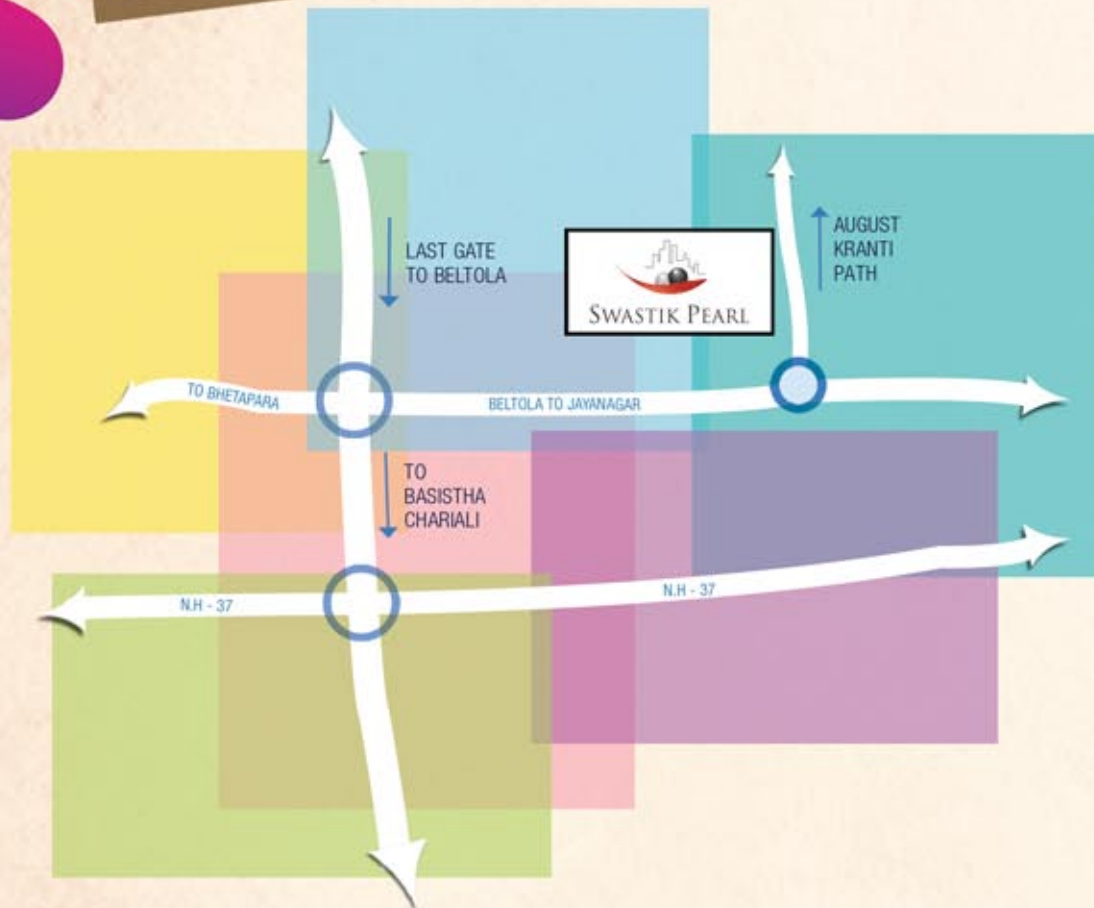 LAST GATE
TO BELTOLA
AUGUST
KRANTI
PATH
SWASTIK PEARL
TO BHETAPARA
BELTOLA TO JAYANAGAR
TO
BASISTHA
CHARIALI
N.H - 37
N.H - 37